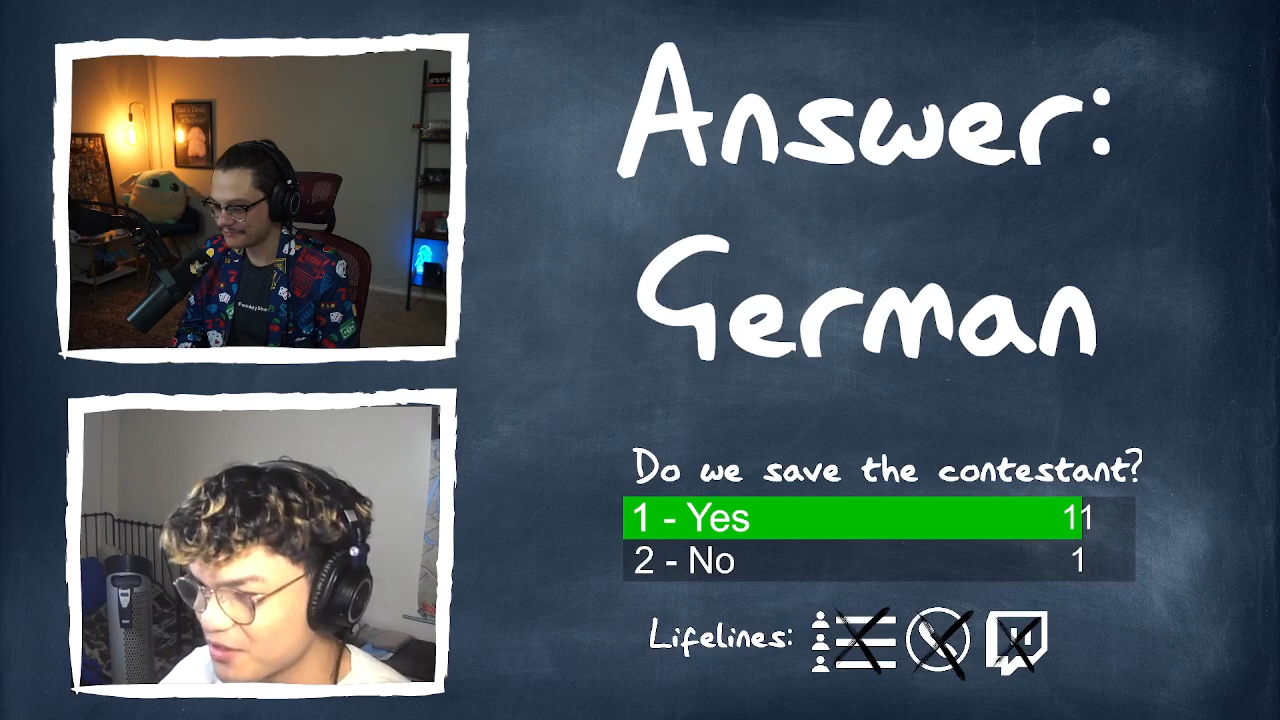 Answer:
German
Do we save the contestant?
1 - Yes 11
2 - No 1
Lifelines: